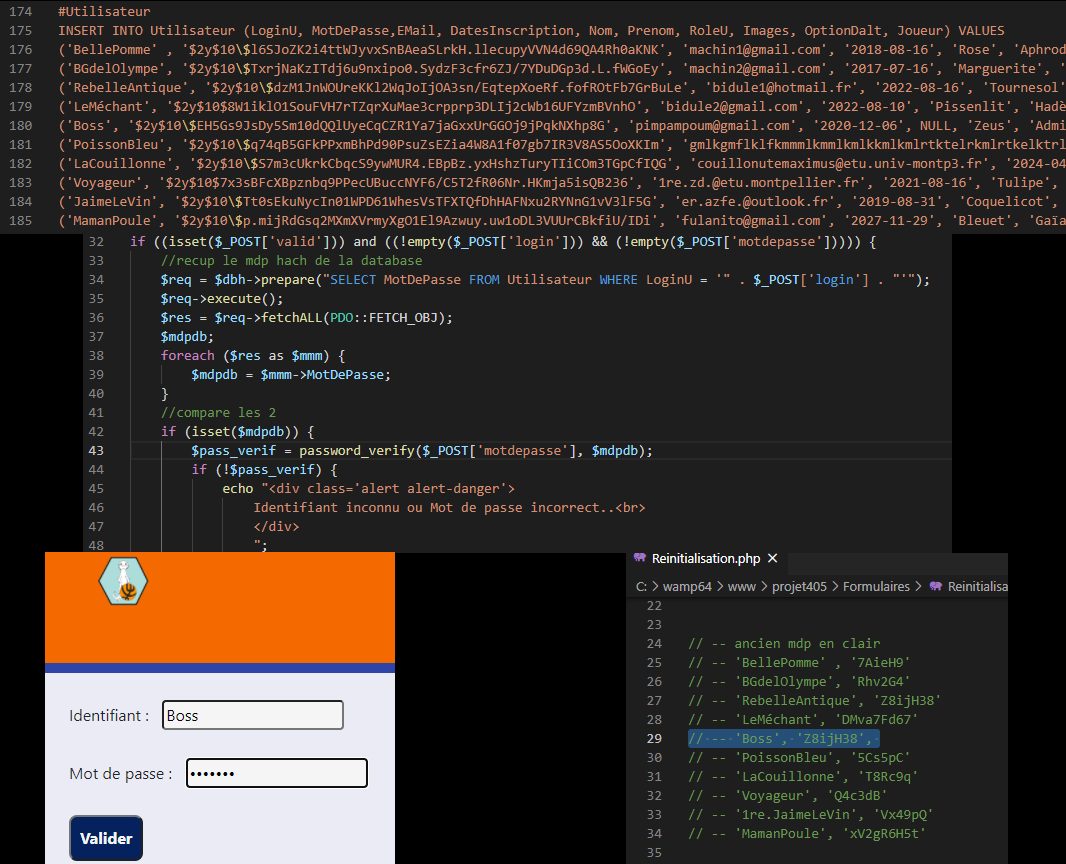 174 #Utilisateur
175 INSERT INTO Utilisateur (LoginU, MotDePasse,EMail, DatesInscription, Nom, Prenom, RoleU, Images, OptionDalt, Joueur) VALUES
176 ('BellePomme' , '$2y$10\$l6SJoZK2i4ttWJyvxSnBAeaSLrkH.llecupyVVN4d69QA4Rh0aKNK', 'machin1@gmail.com', '2018-08-16', 'Rose', 'Aphrod
177 ('BGdelOlympe', '$2y$10\$TxrjNaKzITdj6u9nxipo0.SydzF3cfr6ZJ/7YDuDGp3d.L.fWGoEy', 'machin2@gmail.com', '2017-07-16', 'Marguerite', '
178 ('RebelleAntique', '$2y$10\$dzM1JnWOUreKKl2WqJoIjOA3sn/EqtepXoeRf.fofROtFb7GrBuLe', 'bidule1@hotmail.fr', '2022-08-16', 'Tournesol'
179 ('LeMéchant', '$2y$10$8W1iklO1SouFVH7rTZqrXuMae3crpprp3DLIj2cWb16UFYzmBVnhO', 'bidule2@gmail.com', '2022-08-10', 'Pissenlit', 'Hadè
180 ('Boss', '$2y$10\$EH5Gs9JsDy5Sm10dQQlUyeCqCZR1Ya7jaGxxUrGGOj9jPqkNXhp8G', 'pimpampoum@gmail.com', '2020-12-06', NULL, 'Zeus', 'Admi
181 ('PoissonBleu', '$2y$10\$q74qB5GFkPPxmBhPd90PsuZsEZia4W8A1f07gb7IR3V8AS5OoXKIm', 'gmlkgmflklfkmmmlkmmlkmlkkmlkmlrtktelrkmlrtkelktrl
182 ('LaCouillonne', '$2y$10\$S7m3cUkrkCbqcS9ywMUR4.EBpBz.yxHshzTuryTIiCOm3TGpCfIQG', 'couillonutemaximus@etu.univ-montp3.fr', '2024-04
183 ('Voyageur', '$2y$10$7x3sBFcXBpznbq9PPecUBuccNYF6/C5T2fR06Nr.HKmja5isQB236', '1re.zd.@etu.montpellier.fr', '2021-08-16', 'Tulipe', '
184 ('JaimeLeVin', '$2y$10\$Tt0sEkuNycIn01WPD61WhesVsTFXTQfDhHAFNxu2RYNnG1vV3lF5G', 'er.azfe.@outlook.fr', '2019-08-31', 'Coquelicot',
185 ('MamanPoule', '$2y$10\$p.mijRdGsq2MXmXVrmyXgO1El9Azwuy.uw1oDL3VUUrCBkfiU/IDi', 'fulanito@gmail.com', '2027-11-29', 'Bleuet', 'Gaïa
32 if ((isset($_POST['valid'])) and ((!empty($_POST['login'])) && (!empty($_POST['motdepasse'])))) {
33 //recup le mdp hach de la database
34 $req = $dbh->prepare("SELECT MotDePasse FROM Utilisateur WHERE LoginU = '" . $_POST['login'] . "'");
35 $req->execute();
36 $res = $req->fetchALL(PDO::FETCH_OBJ);
37 $mdpdb;
38 foreach ($res as $mmm) {
39 $mdpdb = $mmm->MotDePasse;
40 }
41 //compare les 2
42 if (isset($mdpdb)) {
43 $pass_verif = password_verify($_POST['motdepasse'], $mdpdb);
44 if (!$pass_verif) {
45 echo "<div class='alert alert-danger'>
46 Identifiant inconnu ou Mot de passe incorrect..<br>
47 </div>
48 ";
Identifiant : Boss
Mot de passe : •••••••
Valider
Reinitialisation.php ×
C: > wamp64 > www > projet405 > Formulaires > Reinitialisa
22
23
24 // -- ancien mdp en clair
25 // -- 'BellePomme' , '7AieH9'
26 // -- 'BGdelOlympe', 'Rhv2G4'
27 // -- 'RebelleAntique', 'Z8ijH38'
28 // -- 'LeMéchant', 'DMva7Fd67'
29 // -- 'Boss', 'Z8ijH38',
30 // -- 'PoissonBleu', '5Cs5pC'
31 // -- 'LaCouillonne', 'T8Rc9q'
32 // -- 'Voyageur', 'Q4c3dB'
33 // -- '1re.JaimeLeVin', 'Vx49pQ'
34 // -- 'MamanPoule', 'xV2gR6H5t'
35